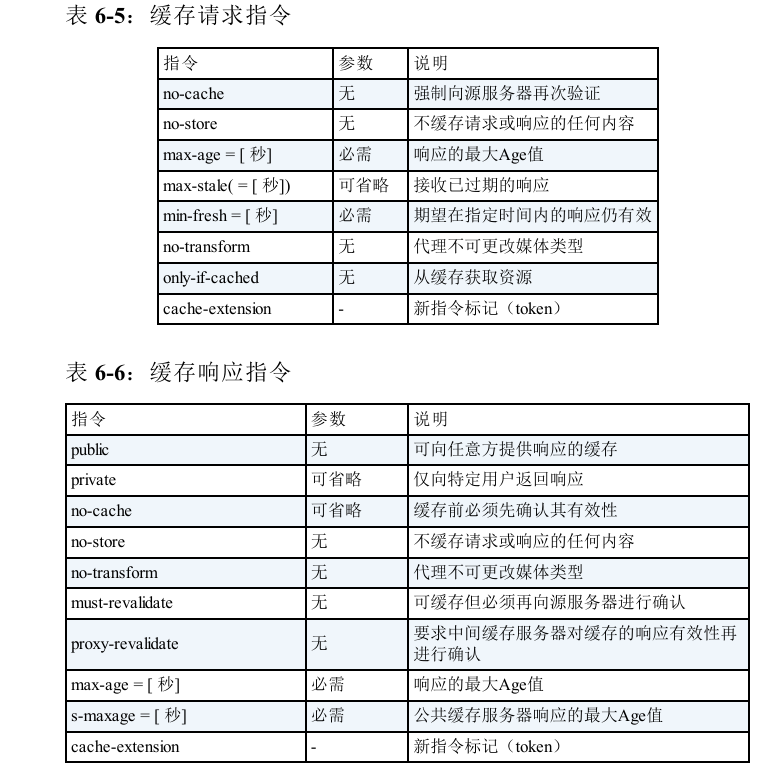 表 6-5：缓存请求指令
指令 参数 说明
no-cache 无 强制向源服务器再次验证
no-store 无 不缓存请求或响应的任何内容
max-age = [ 秒] 必需 响应的最大Age值
max-stale( = [ 秒]) 可省略 接收已过期的响应
min-fresh = [ 秒] 必需 期望在指定时间内的响应仍有效
no-transform 无 代理不可更改媒体类型
only-if-cached 无 从缓存获取资源
cache-extension - 新指令标记（token）
表 6-6：缓存响应指令
指令 参数 说明
public 无 可向任意方提供响应的缓存
private 可省略 仅向特定用户返回响应
no-cache 可省略 缓存前必须先确认其有效性
no-store 无 不缓存请求或响应的任何内容
no-transform 无 代理不可更改媒体类型
must-revalidate 无 可缓存但必须再向源服务器进行确认
proxy-revalidate 无 要求中间缓存服务器对缓存的响应有效性再
进行确认
max-age = [ 秒] 必需 响应的最大Age值
s-maxage = [ 秒] 必需 公共缓存服务器响应的最大Age值
cache-extension - 新指令标记（token）